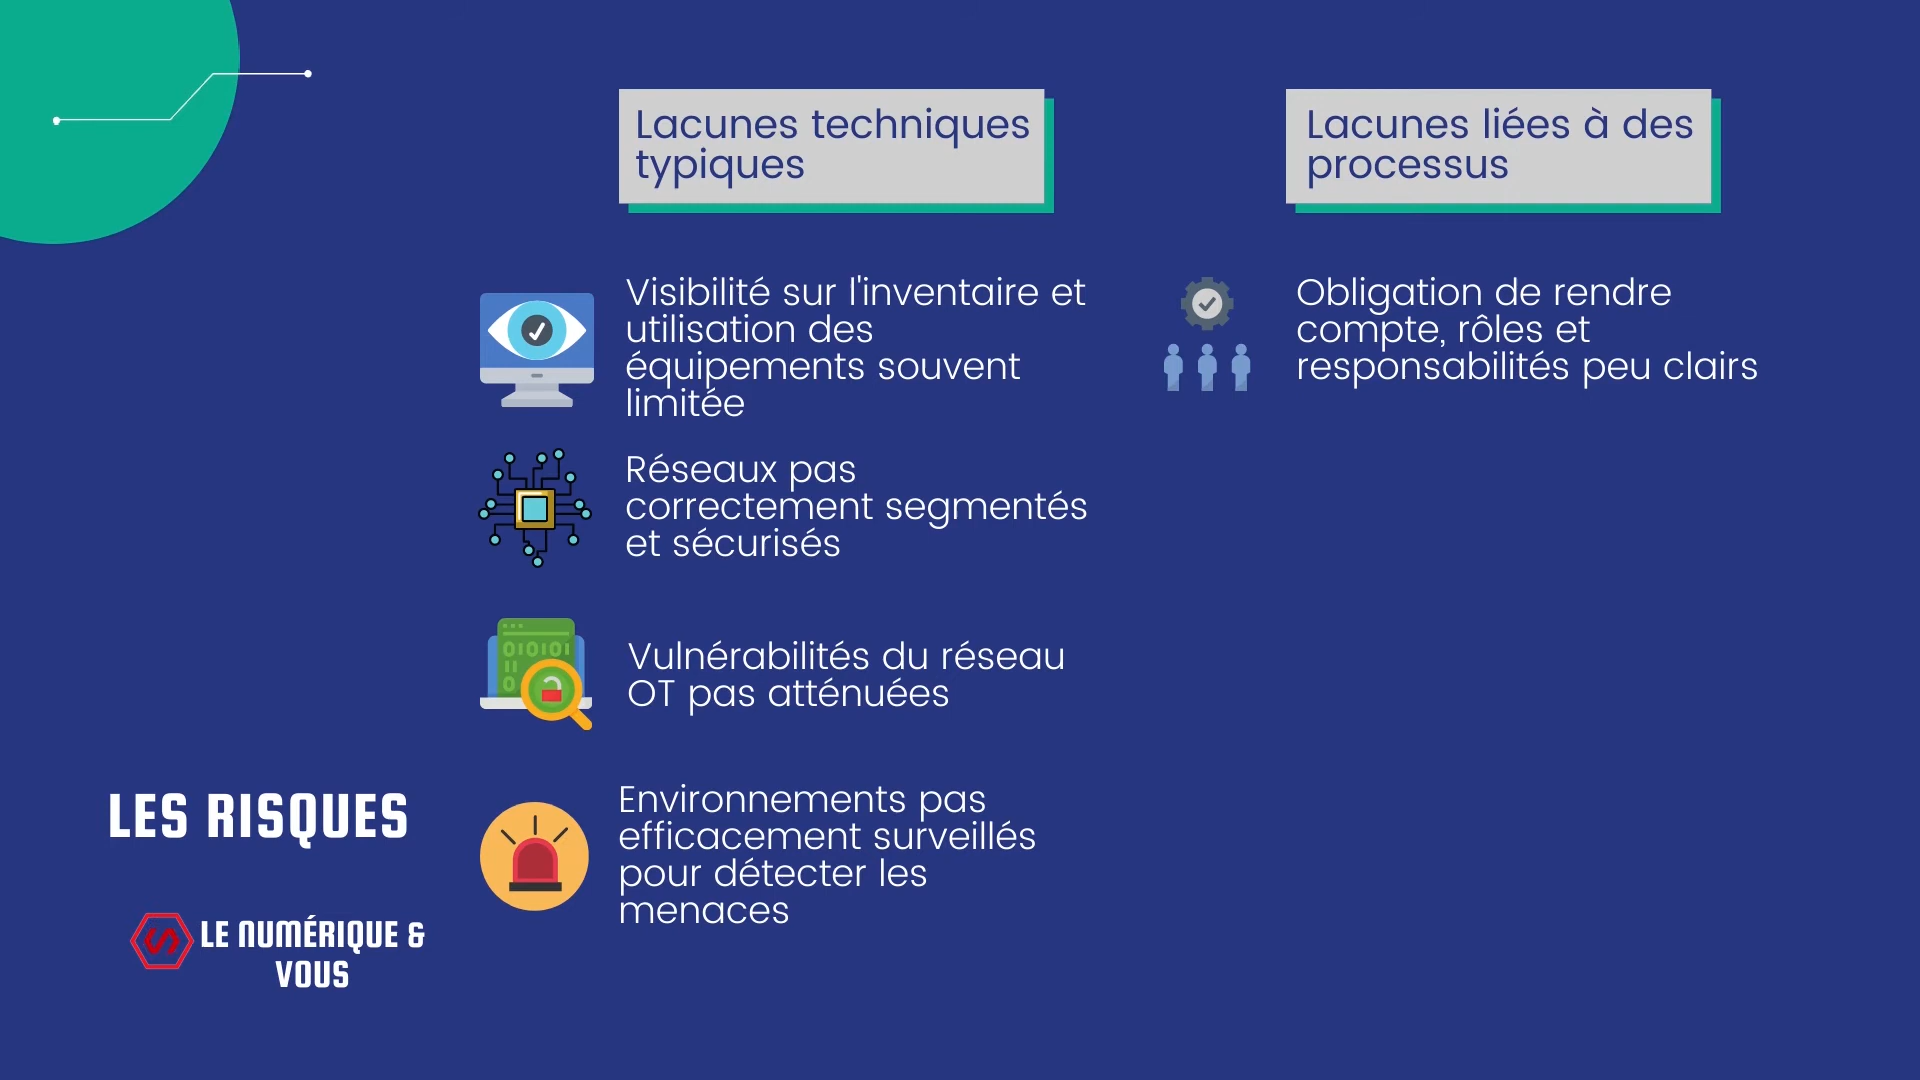 Lacunes techniques
typiques
Visibilité sur l'inventaire et
utilisation des
équipements souvent
limitée
Réseaux pas
correctement segmentés
et sécurisés
Vulnérabilités du réseau
OT pas atténuées
Environnements pas
efficacement surveillés
pour détecter les
menaces
Lacunes liées à des
processus
Obligation de rendre
compte, rôles et
responsabilités peu clairs
LES RISQUES
LE NUMÉRIQUE &
VOUS